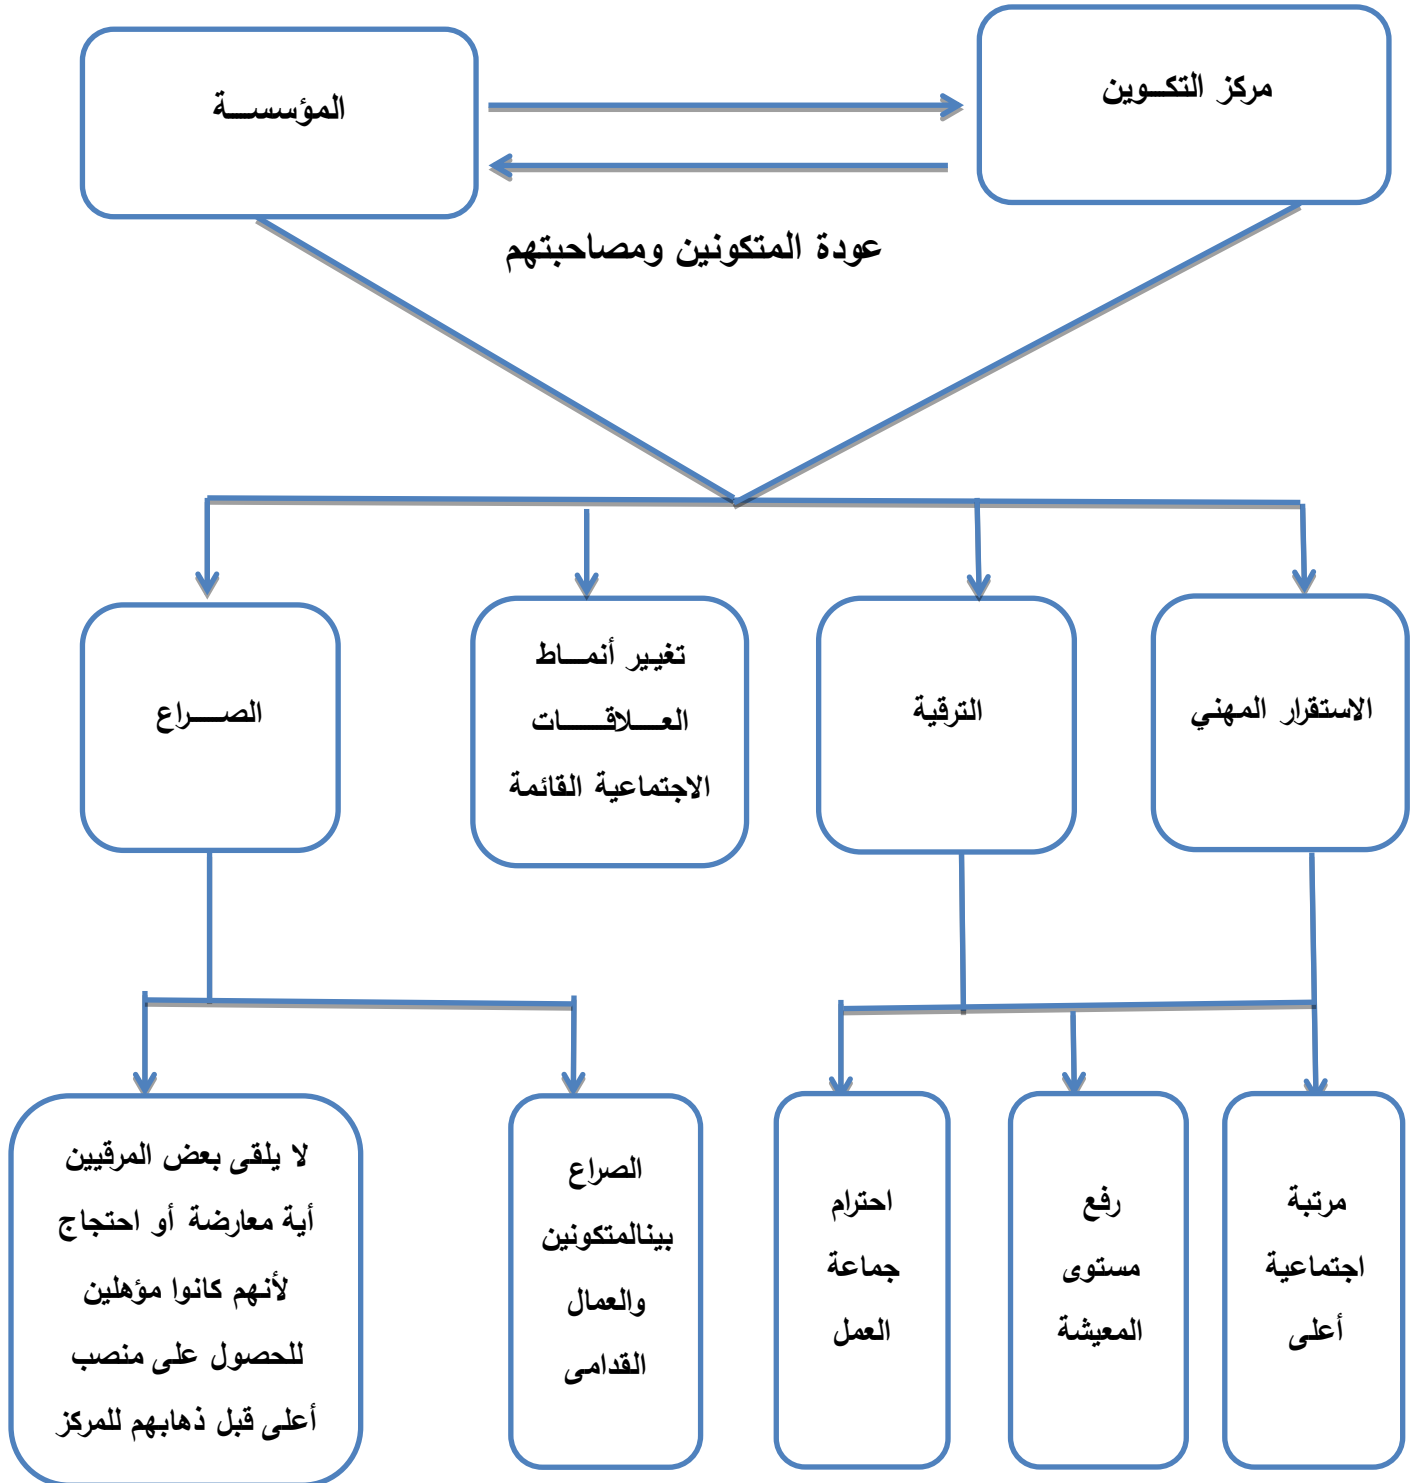 مركز التكــوين
المؤسســـة
عودة المتكونين ومصاحبتهم
الاستقرار المهني
الترقية
تغيير أنمـــاط
العـــلاقـــــات
الاجتماعية القائمة
الصـــــراع
مرتبة
اجتماعية
أعلى
رفع
مستوى
المعيشة
احترام
جماعة
العمل
الصراع
بينالمتكونين
والعمال
القدامى
لا يلقى بعض المرقيين
أية معارضة أو احتجاج
لأنهم كانوا مؤهلين
للحصول على منصب
أعلى قبل ذهابهم للمركز